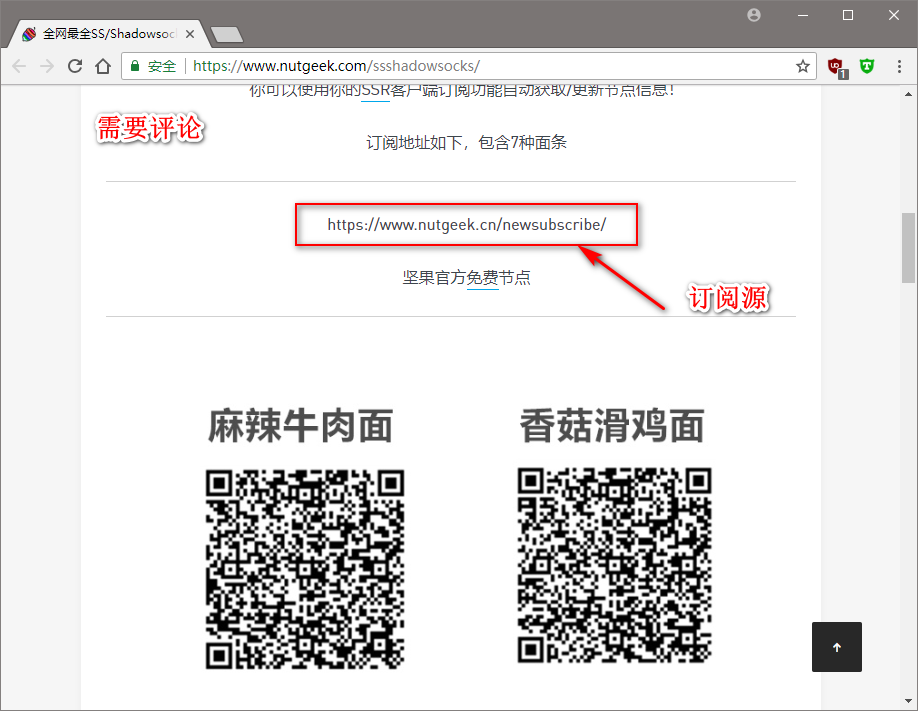 全网最全SS/Shadowsoc
安全
https://www.nutgeek.com/ssshadowsocks/
1
你可以使用你的SSR客户端订阅功能自动获取/更新节点信息!
需要评论
订阅地址如下，包含7种面条
https://www.nutgeek.cn/newsubscribe/
坚果官方免费节点
订阅源
麻辣牛肉面
香菇滑鸡面